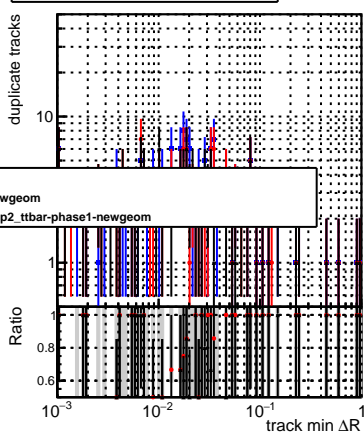 duplicate tracks
10
wgeom
p2_ttbar-phase1-newgeom
1
Ratio
1
0.8
0.6
10⁻³ 10⁻² 10⁻¹ 1
track min ΔR